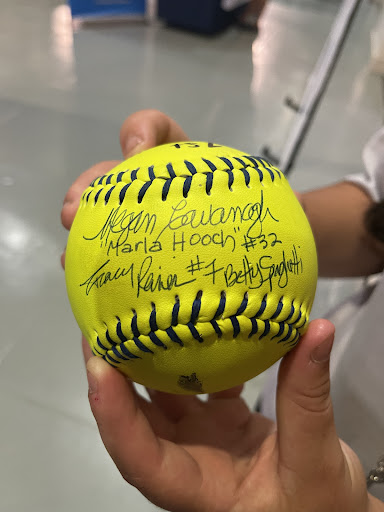 Megan Cavanagh
"Marla Hooch" #32
Tracy Reiner #7 Betty Spaghetti